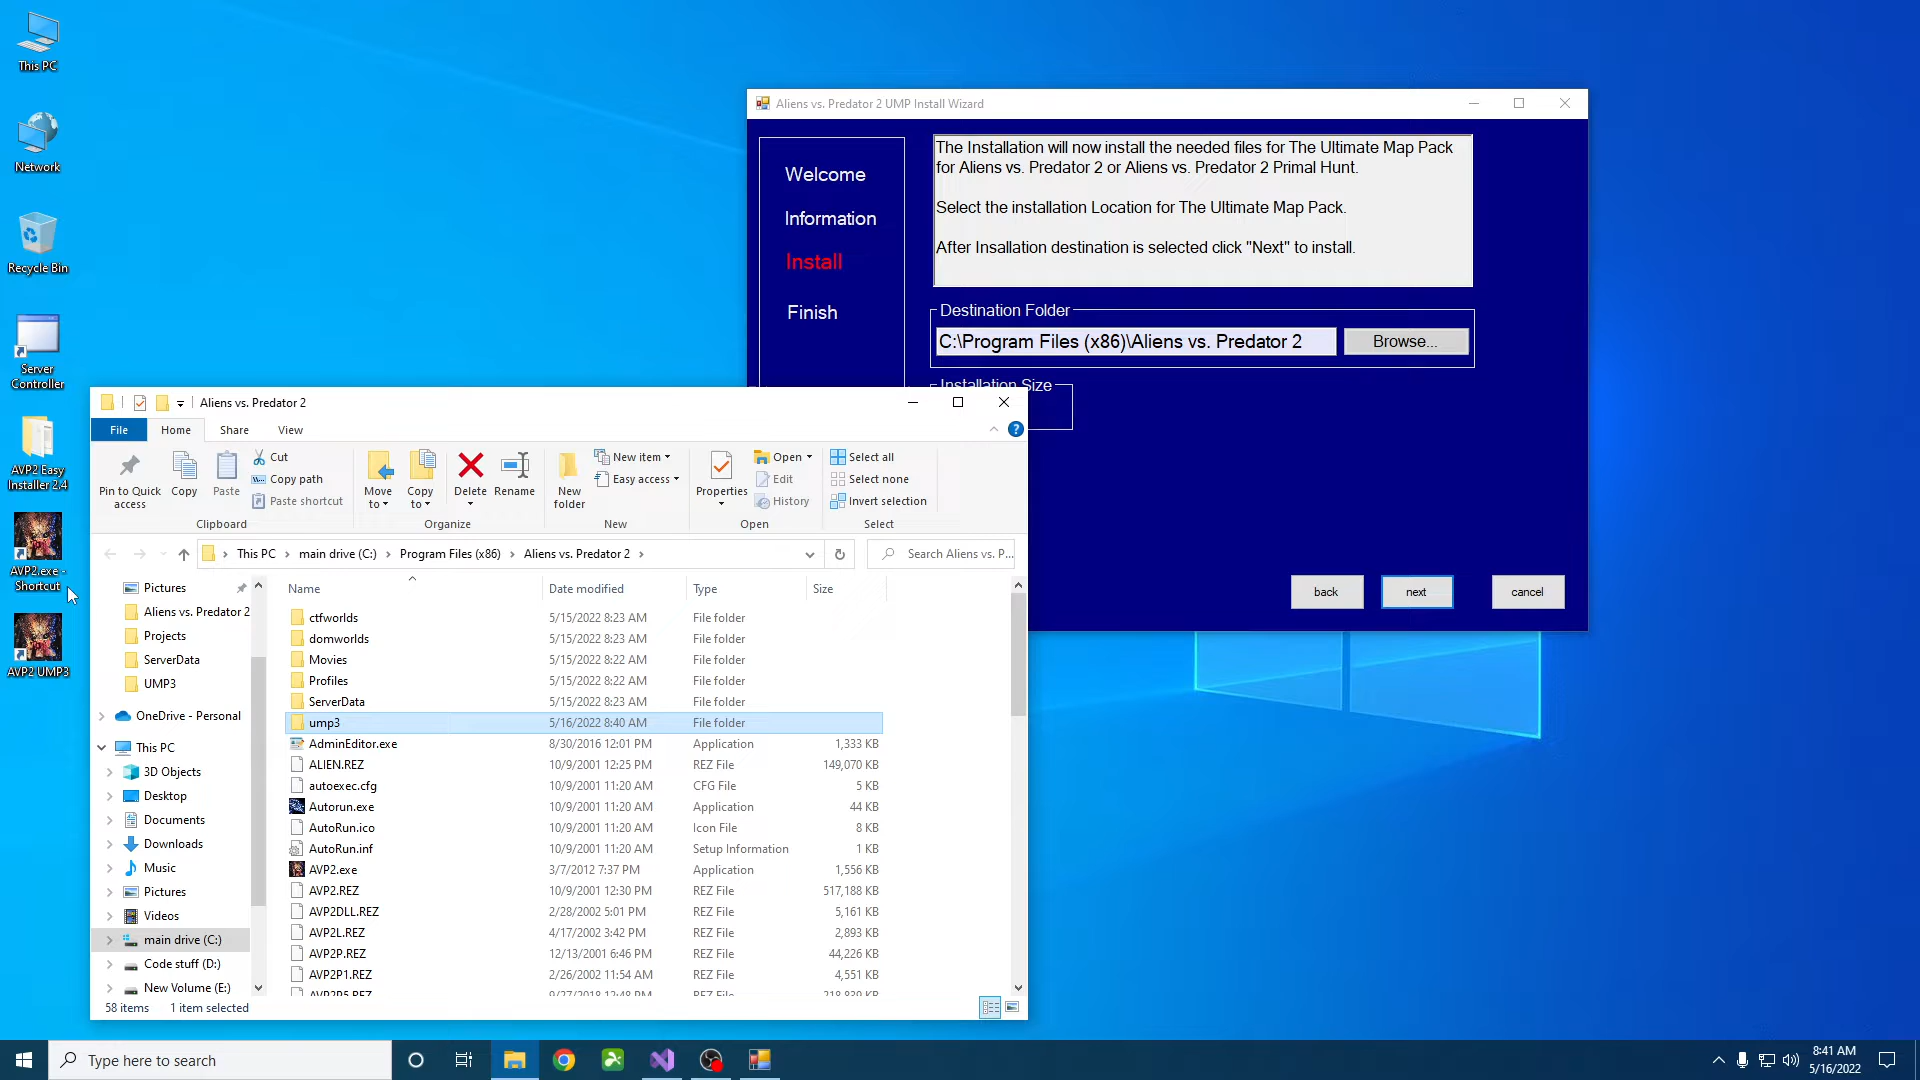 This PC
Network
Recycle Bin
Server
Controller
AVP2 Easy
Installer 2.4
AVP2.exe -
Shortcut
AVP2 UMP3
Aliens vs. Predator 2 UMP Install Wizard
Welcome
Information
Install
Finish
The Installation will now install the needed files for The Ultimate Map Pack
for Aliens vs. Predator 2 or Aliens vs. Predator 2 Primal Hunt.
Select the installation Location for The Ultimate Map Pack.
After Insallation destination is selected click "Next" to install.
Destination Folder
C:\Program Files (x86)\Aliens vs. Predator 2
Browse...
Installation Size
back
next
cancel
Aliens vs. Predator 2
File
Home
Share
View
Pin to Quick
access
Copy
Paste
Cut
Copy path
Paste shortcut
Clipboard
Move
to
Copy
to
Delete
Rename
Organize
New
folder
New item
Easy access
New
Properties
Open
Edit
History
Open
Select all
Select none
Invert selection
Select
This PC
main drive (C:)
Program Files (x86)
Aliens vs. Predator 2
Search Aliens vs. P...
Pictures
Aliens vs. Predator 2
Projects
ServerData
UMP3
OneDrive - Personal
This PC
3D Objects
Desktop
Documents
Downloads
Music
Pictures
Videos
main drive (C:)
Code stuff (D:)
New Volume (E:)
Name Date modified Type Size
ctfworlds 5/15/2022 8:23 AM File folder
domworlds 5/15/2022 8:23 AM File folder
Movies 5/15/2022 8:22 AM File folder
Profiles 5/15/2022 8:22 AM File folder
ServerData 5/15/2022 8:23 AM File folder
ump3 5/16/2022 8:40 AM File folder
AdminEditor.exe 8/30/2016 12:01 PM Application 1,333 KB
ALIEN.REZ 10/9/2001 12:25 PM REZ File 149,070 KB
autoexec.cfg 10/9/2001 11:20 AM CFG File 5 KB
Autorun.exe 10/9/2001 11:20 AM Application 44 KB
AutoRun.ico 10/9/2001 11:20 AM Icon File 8 KB
AutoRun.inf 10/9/2001 11:20 AM Setup Information 1 KB
AVP2.exe 3/7/2012 7:37 PM Application 1,556 KB
AVP2.REZ 10/9/2001 12:30 PM REZ File 517,188 KB
AVP2DLL.REZ 2/28/2002 5:01 PM REZ File 5,161 KB
AVP2L.REZ 4/17/2002 3:42 PM REZ File 2,893 KB
AVP2P.REZ 12/13/2001 6:46 PM REZ File 44,226 KB
AVP2P1.REZ 2/26/2002 11:54 AM REZ File 4,551 KB
AVP2P5.REZ 9/27/2018 12:48 PM REZ File 218,839 KB
58 items
1 item selected
Type here to search
8:41 AM
5/16/2022